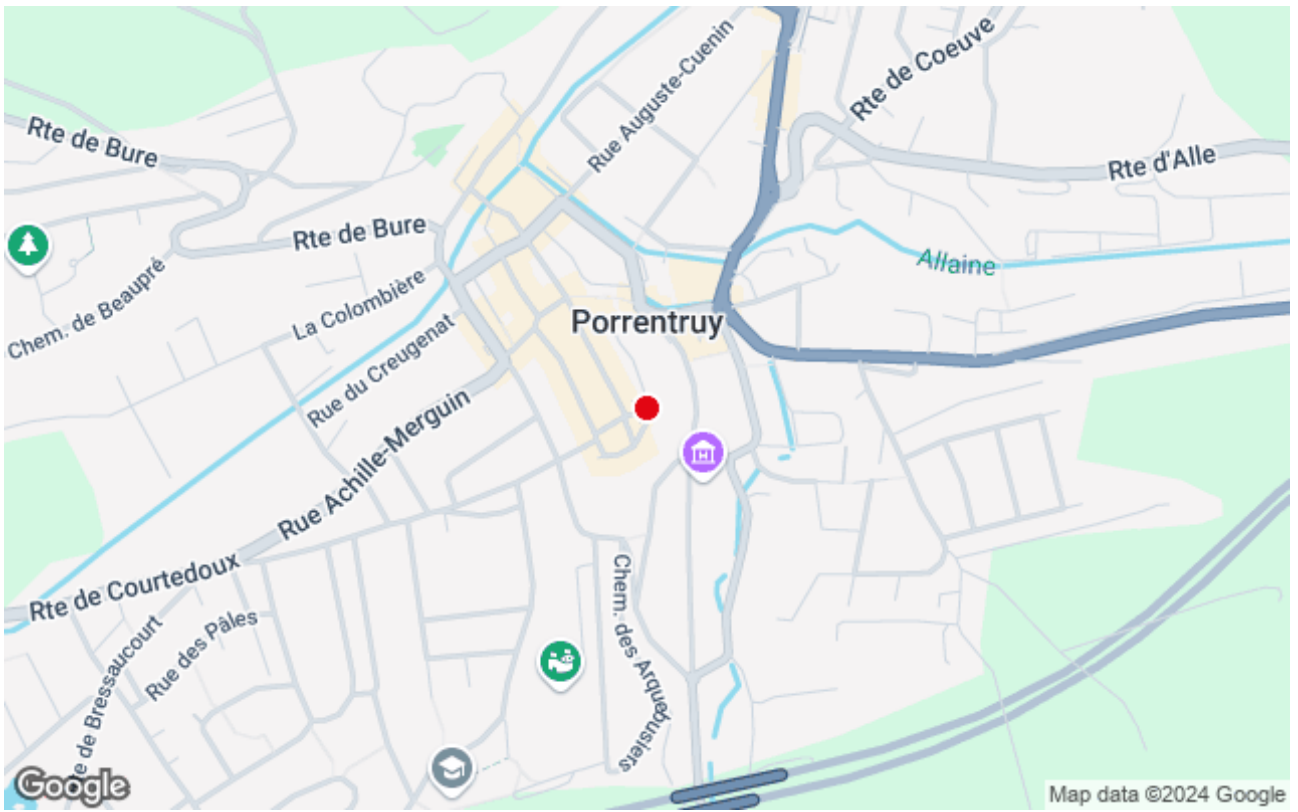 Rue Auguste-Cuenin
Rte de Coeuve
Rte de Bure
Rte d'Alle
Rte de Bure
Allaine
Chem. de Beaupré
La Colombière
Porrentruy
Rue du Creugenat
Rue Achille-Merguin
Rte de Courtedoux
Chem. des Arquebusiers
Rue des Pâles
de Bressaucourt
Google
Map data ©2024 Google